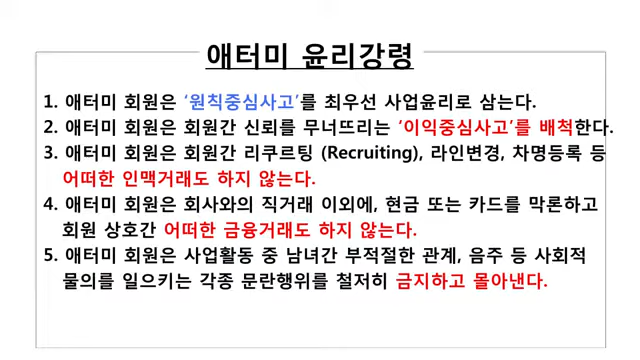 애터미 윤리강령
1. 애터미 회원은 ‘원칙중심사고’를 최우선 사업윤리로 삼는다.
2. 애터미 회원은 회원간 신뢰를 무너뜨리는 ‘이익중심사고’를 배척한다.
3. 애터미 회원은 회원간 리쿠르팅 (Recruiting), 라인변경, 차명등록 등
어떠한 인맥거래도 하지 않는다.
4. 애터미 회원은 회사와의 직거래 이외에, 현금 또는 카드를 막론하고
회원 상호간 어떠한 금융거래도 하지 않는다.
5. 애터미 회원은 사업활동 중 남녀간 부적절한 관계, 음주 등 사회적
물의를 일으키는 각종 문란행위를 철저히 금지하고 몰아낸다.